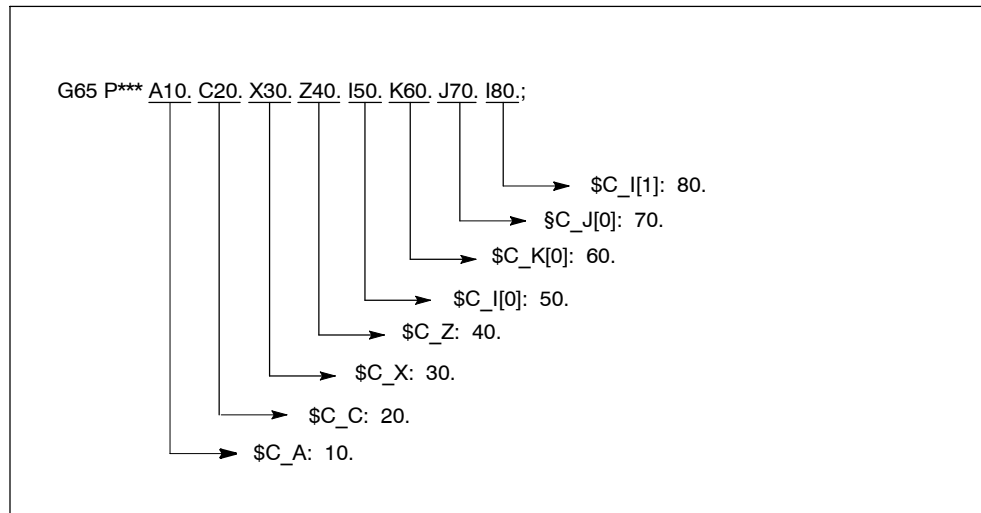 G65 P*** A10. C20. X30. Z40. I50. K60. J70. I80.;
$C_I[1]: 80.
§C_J[0]: 70.
$C_K[0]: 60.
$C_I[0]: 50.
$C_Z: 40.
$C_X: 30.
$C_C: 20.
$C_A: 10.